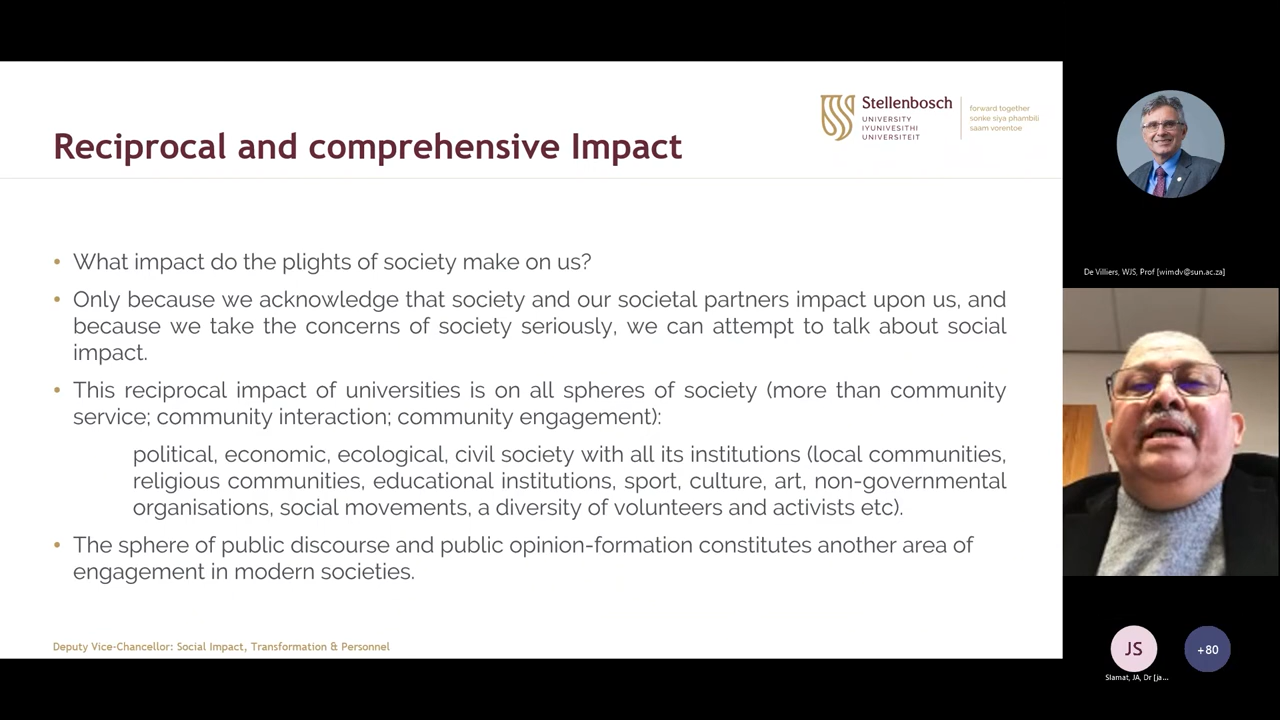 Stellenbosch
UNIVERSITY
IYUNIVESITHI
UNIVERSITEIT
forward together
sonke siya phambili
saam vorentoe
Reciprocal and comprehensive Impact
• What impact do the plights of society make on us?
• Only because we acknowledge that society and our societal partners impact upon us, and
because we take the concerns of society seriously, we can attempt to talk about social
impact.
• This reciprocal impact of universities is on all spheres of society (more than community
service; community interaction; community engagement):
political, economic, ecological, civil society with all its institutions (local communities,
religious communities, educational institutions, sport, culture, art, non-governmental
organisations, social movements, a diversity of volunteers and activists etc).
• The sphere of public discourse and public opinion-formation constitutes another area of
engagement in modern societies.
Deputy Vice-Chancellor: Social Impact, Transformation & Personnel
De Villiers, WJS, Prof [wimdv@sun.ac.za]
JS
+80
Slamat, JA, Dr [ja...